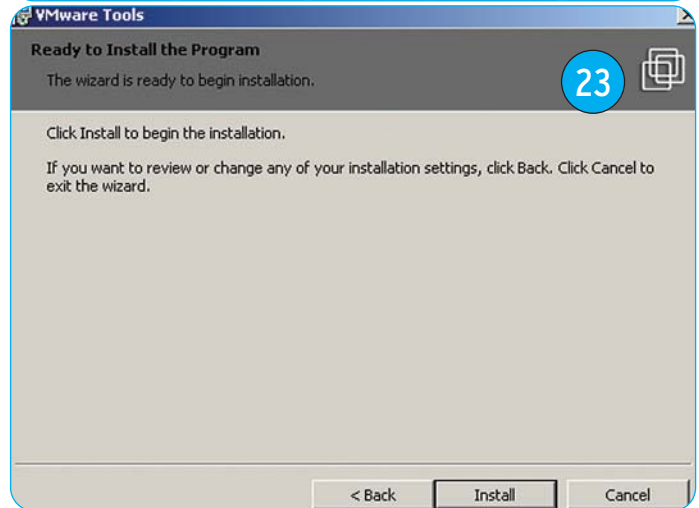 VMware Tools
Ready to Install the Program
The wizard is ready to begin installation.
23
Click Install to begin the installation.
If you want to review or change any of your installation settings, click Back. Click Cancel to
exit the wizard.
< Back Install Cancel